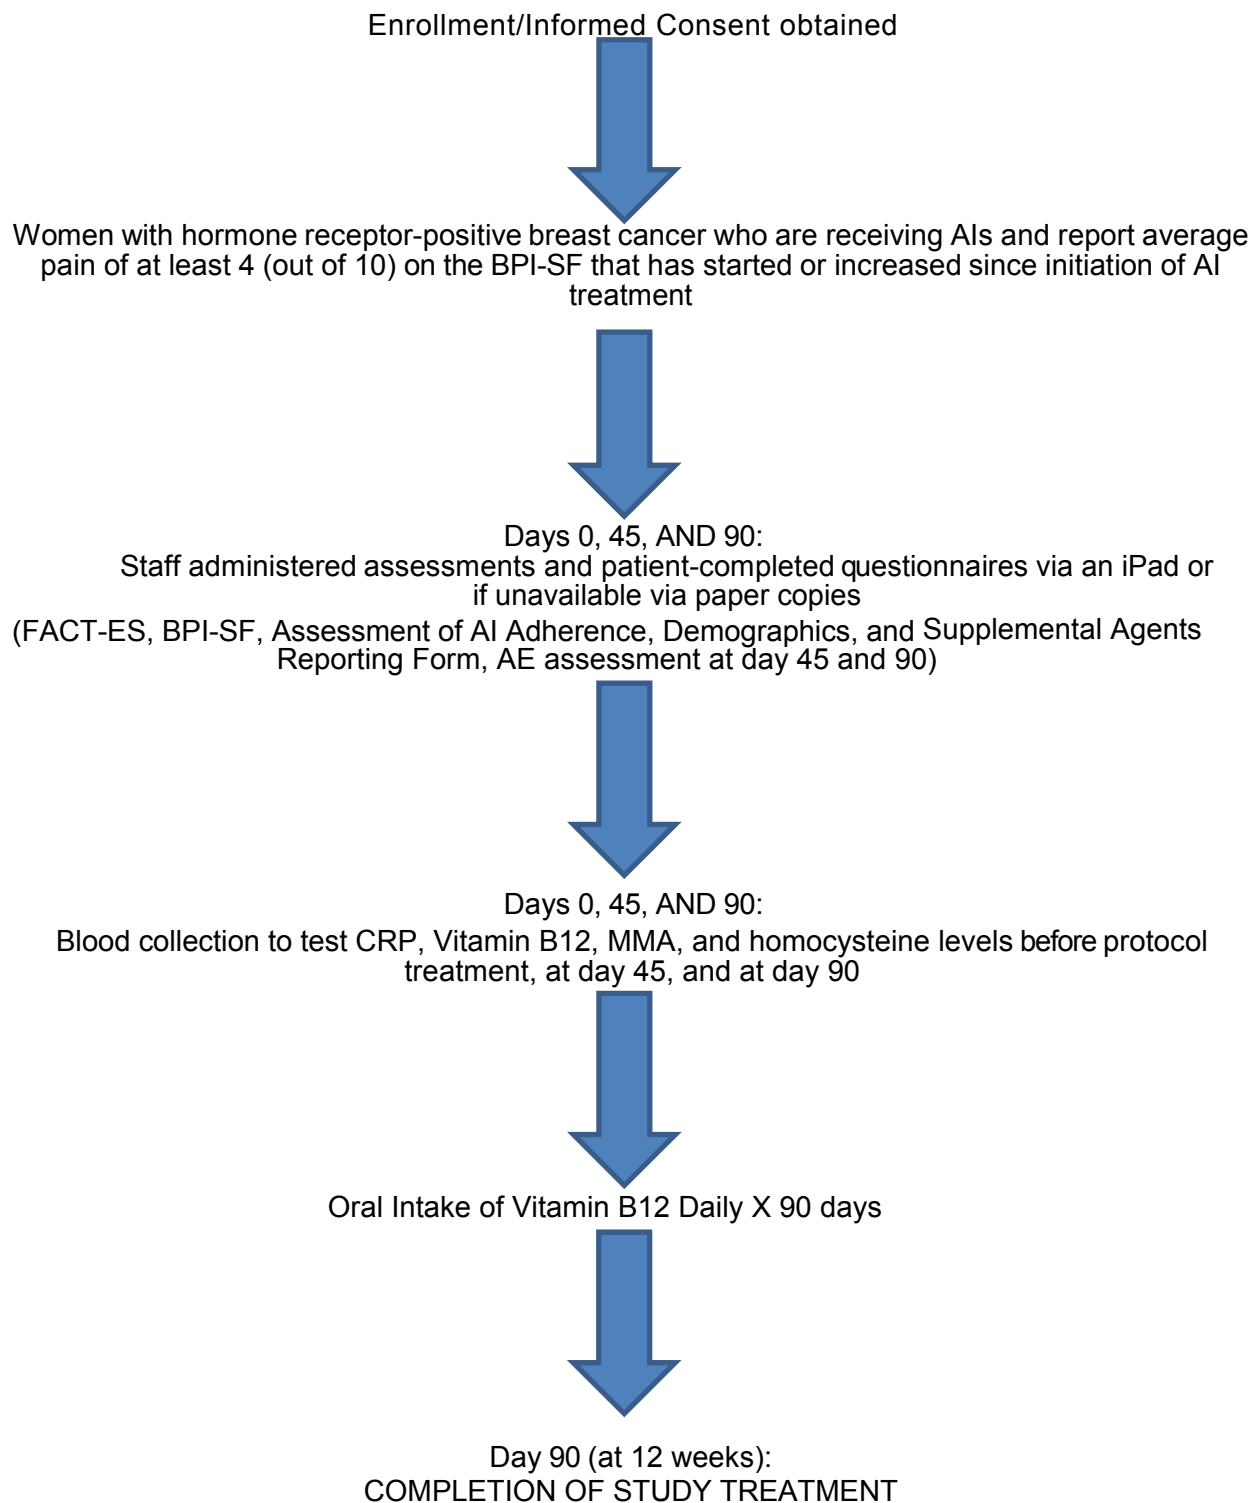 Enrollment/Informed Consent obtained
Women with hormone receptor-positive breast cancer who are receiving AIs and report average
pain of at least 4 (out of 10) on the BPI-SF that has started or increased since initiation of AI
treatment
Days 0, 45, AND 90:
Staff administered assessments and patient-completed questionnaires via an iPad or
if unavailable via paper copies
(FACT-ES, BPI-SF, Assessment of AI Adherence, Demographics, and Supplemental Agents
Reporting Form, AE assessment at day 45 and 90)
Days 0, 45, AND 90:
Blood collection to test CRP, Vitamin B12, MMA, and homocysteine levels before protocol
treatment, at day 45, and at day 90
Oral Intake of Vitamin B12 Daily X 90 days
Day 90 (at 12 weeks):
COMPLETION OF STUDY TREATMENT